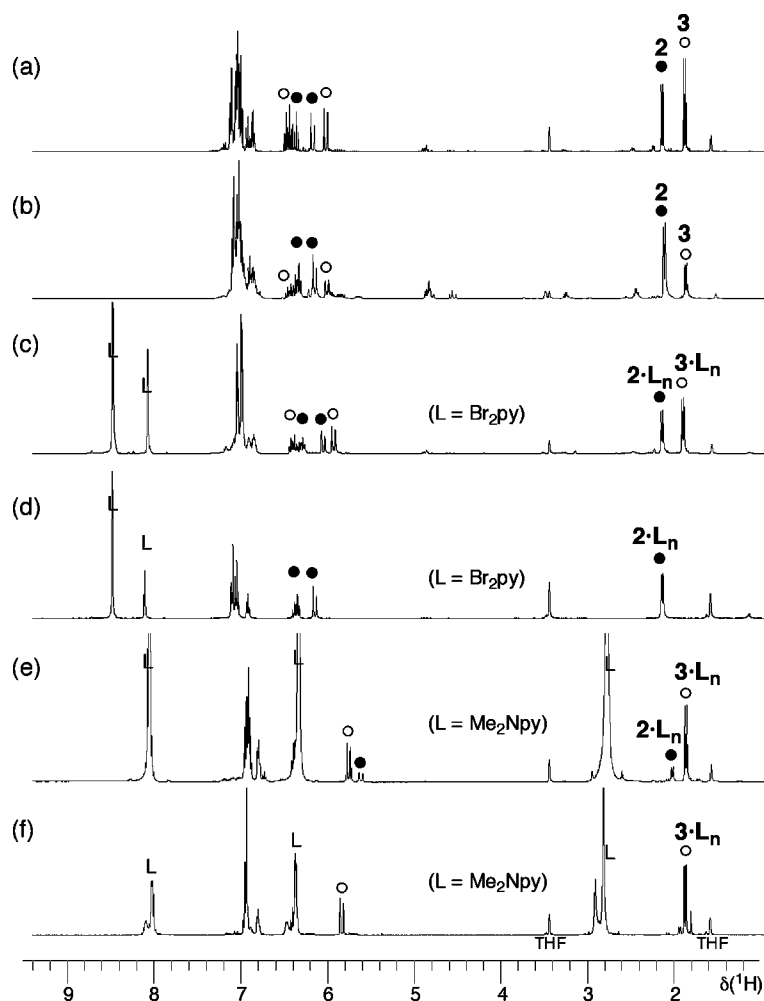 (a)
2
3
(b)
2
3
(c)
L
L
(L = Br₂py)
2·Lₙ
3·Lₙ
(d)
L
L
(L = Br₂py)
2·Lₙ
(e)
L
L
(L = Me₂Npy)
L
2·Lₙ
3·Lₙ
(f)
L
L
(L = Me₂Npy)
L
3·Lₙ
THF
THF
9 8 7 6 5 4 3 2 δ(¹H)